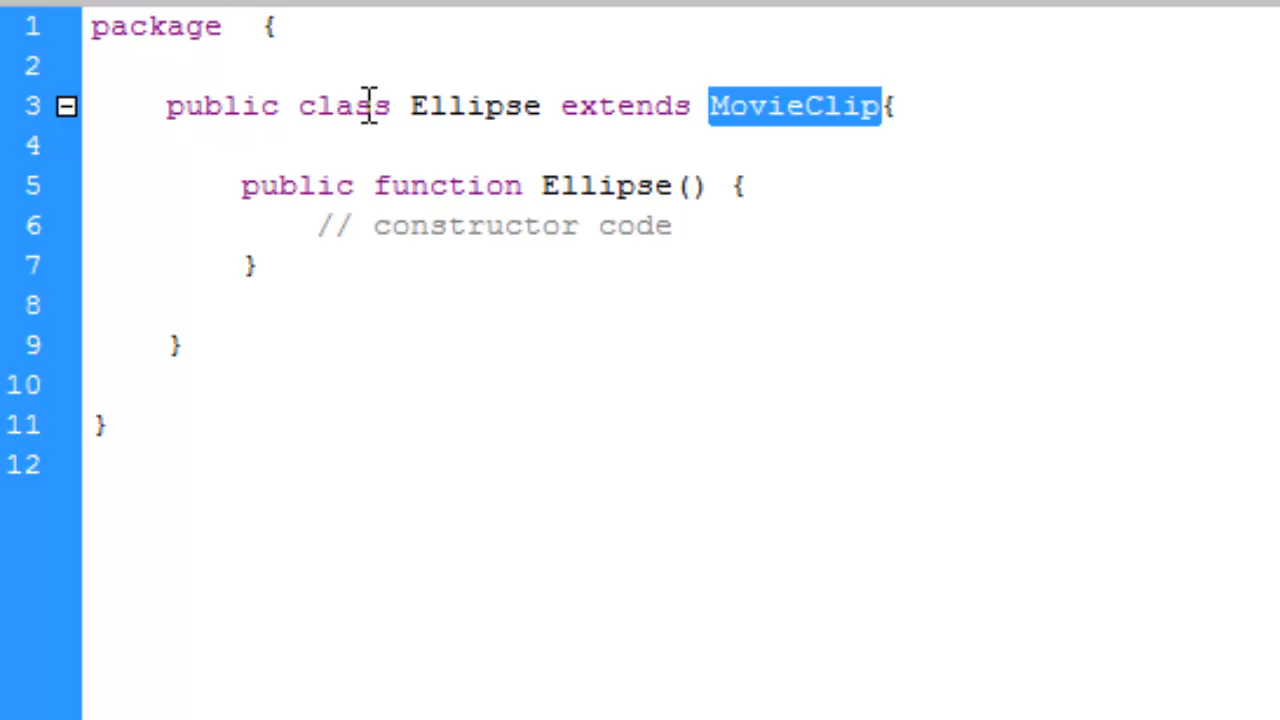 1 package {
2
3 public class Ellipse extends MovieClip{
4
5 public function Ellipse() {
6 // constructor code
7 }
8
9 }
10
11 }
12